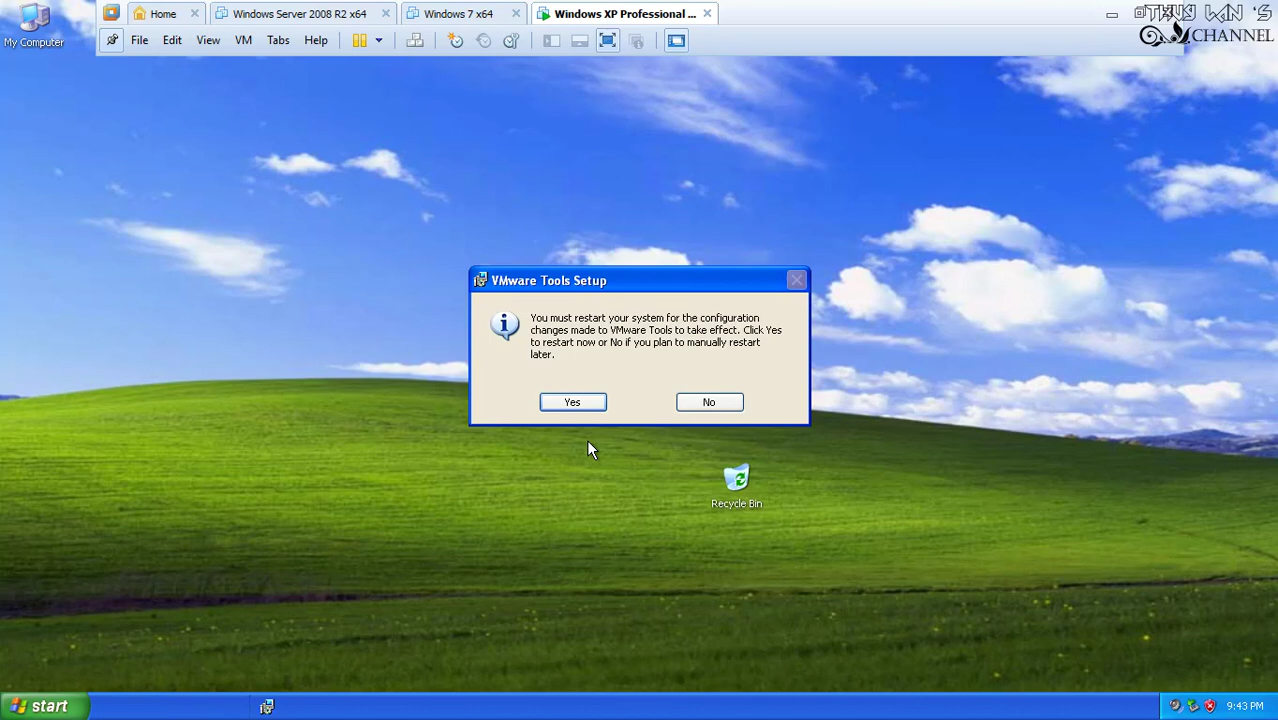 Home
Windows Server 2008 R2 x64
Windows 7 x64
Windows XP Professional ...
THUY WIN 'S
CHANNEL
File Edit View VM Tabs Help
My Computer
VMware Tools Setup
You must restart your system for the configuration
changes made to VMware Tools to take effect. Click Yes
to restart now or No if you plan to manually restart
later.
Yes
No
Recycle Bin
start
9:43 PM